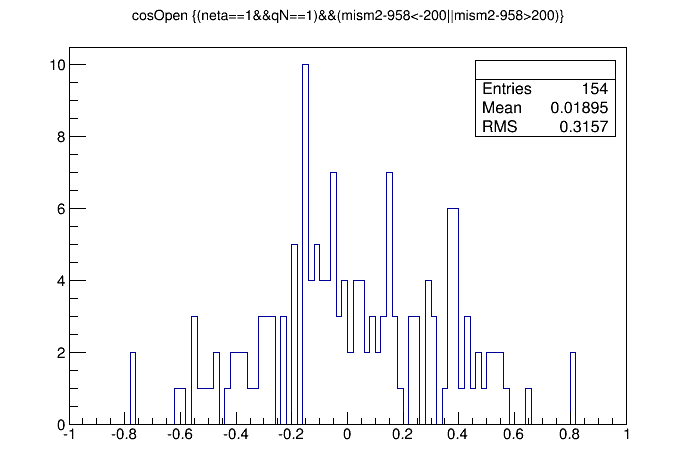 cosOpen {(neta==1&&qN==1)&&(mism2-958<-200||mism2-958>200)}
Entries 154
Mean 0.01895
RMS 0.3157
10
8
6
4
2
0
-1 -0.8 -0.6 -0.4 -0.2 0 0.2 0.4 0.6 0.8 1